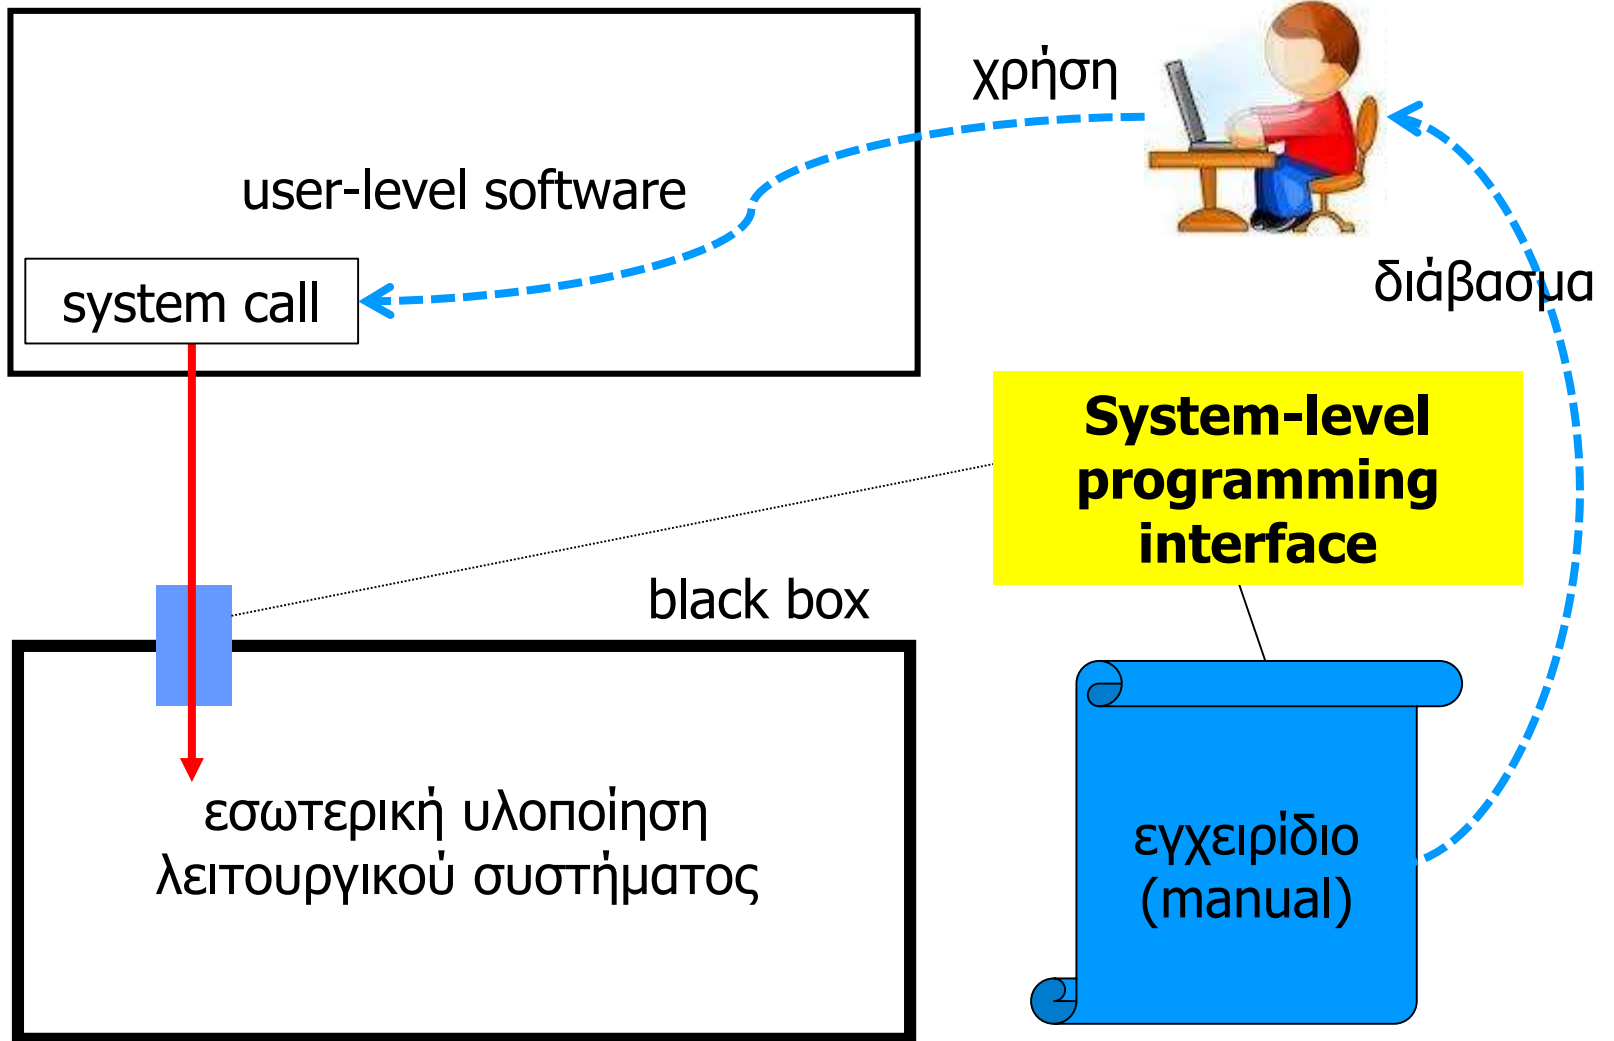 χρήση
user-level software
διάβασμα
system call
System-level
programming
interface
black box
εσωτερική υλοποίηση
λειτουργικού συστήματος
εγχειρίδιο
(manual)